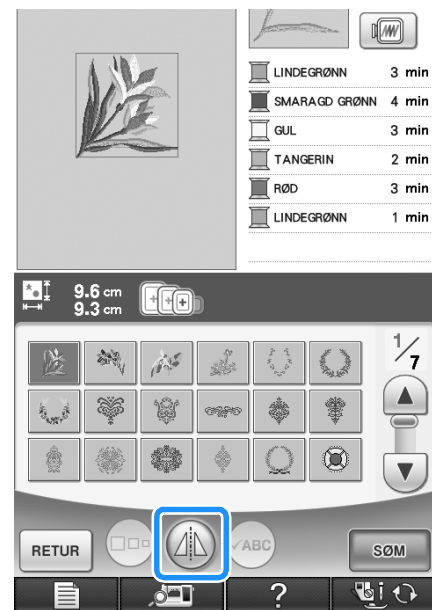 LINDEGRØNN 3 min
SMARAGD GRØNN 4 min
GUL 3 min
TANGERIN 2 min
RØD 3 min
LINDEGRØNN 1 min
9.6 cm
9.3 cm
1/7
RETUR
ABC
SØM
?